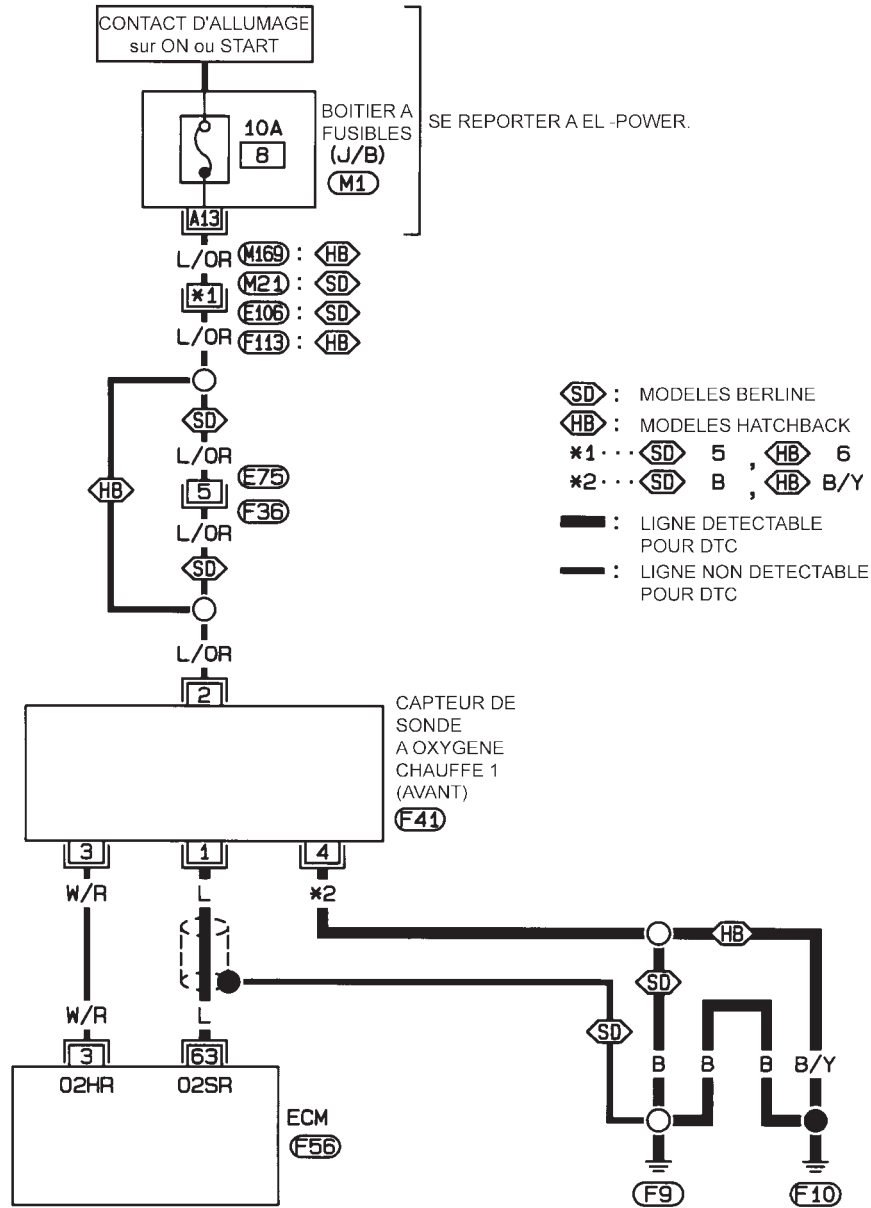 CONTACT D'ALLUMAGE
sur ON ou START
BOITIER A
FUSIBLES
(J/B)
M1
10A
8
SE REPORTER A EL -POWER.
A13
L/OR
M169 : HB
*1
M21 : SD
E106 : SD
L/OR
F113 : HB
SD
L/OR
HB
5
E75
F36
L/OR
SD
L/OR
2
SD : MODELES BERLINE
HB : MODELES HATCHBACK
*1··· SD 5 , HB 6
*2··· SD B , HB B/Y
: LIGNE DETECTABLE
POUR DTC
: LIGNE NON DETECTABLE
POUR DTC
CAPTEUR DE
SONDE
A OXYGENE
CHAUFFE 1
(AVANT)
F41
3 1 4
W/R L *2
HB
SD
SD
W/R L
B B B B/Y
3 63
O2HR O2SR
ECM
F56
F9 F10